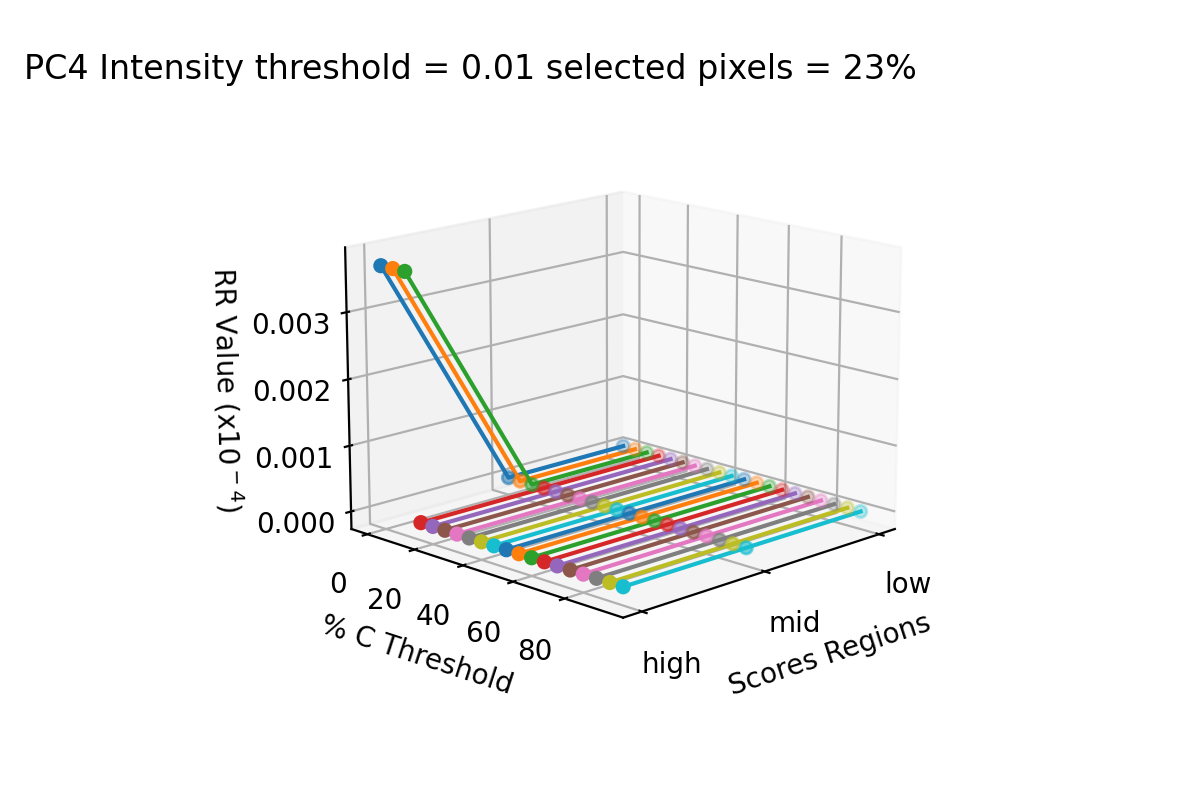 PC4 Intensity threshold = 0.01 selected pixels = 23%
RR Value (x10⁻⁴)
0.003
0.002
0.001
0.000
0
20
40
60
80
% C Threshold
high
mid
low
Scores Regions